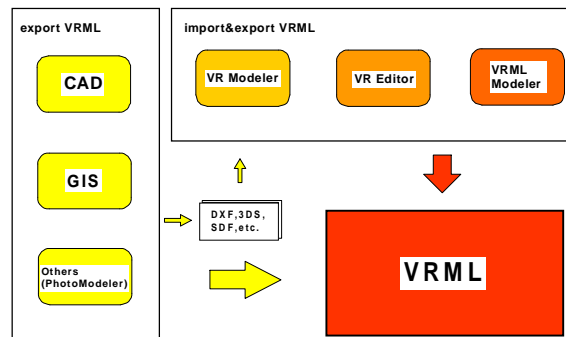 export VRML
CAD
GIS
Others
(PhotoModeler)
import&export VRML
VR Modeler
VR Editor
VRML
Modeler
DXF,3DS,
SDF,etc.
VRML